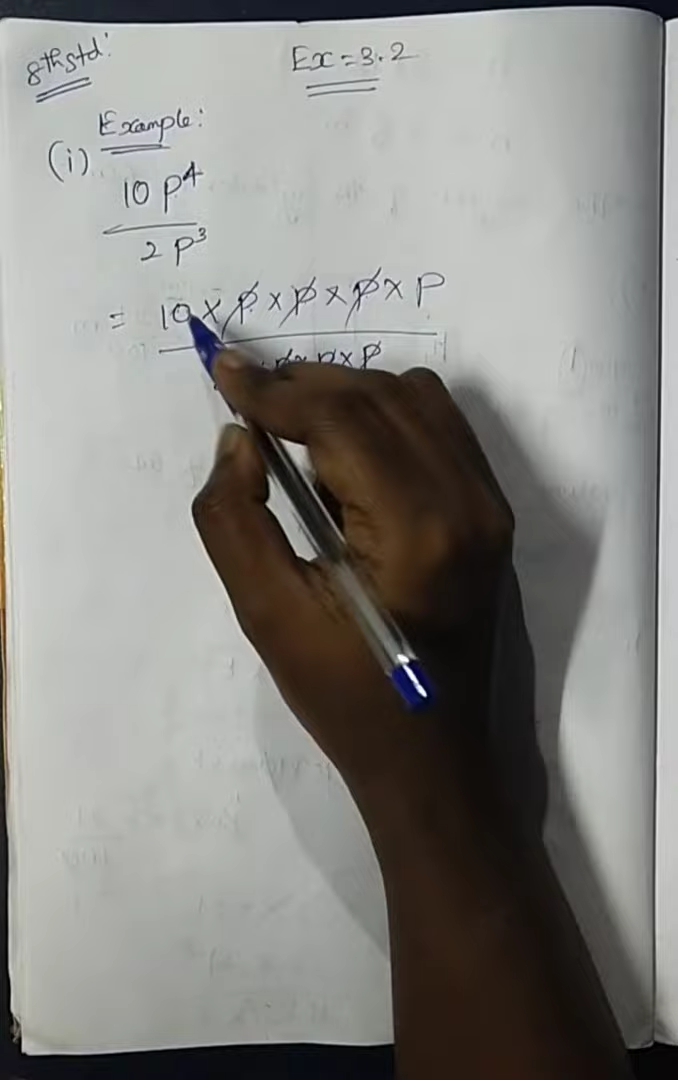 8th std:
Ex = 3.2
Example:
(i)
10 p⁴
2 p³
= 10 × p × p × p × p
p × p × p